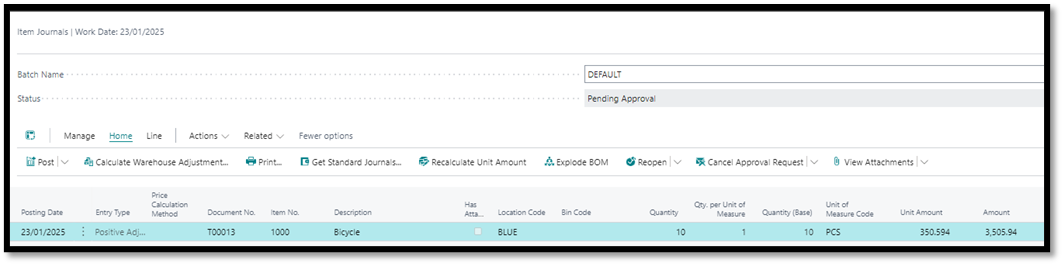 Item Journals | Work Date: 23/01/2025
Batch Name DEFAULT
Status Pending Approval
Manage Home Line Actions Related Fewer options
Post Calculate Warehouse Adjustment... Print... Get Standard Journals... Recalculate Unit Amount Explode BOM Reopen Cancel Approval Request View Attachments
Posting Date Entry Type Price Calculation Method Document No. Item No. Description Has Atta... Location Code Bin Code Quantity Qty. per Unit of Measure Quantity (Base) Unit of Measure Code Unit Amount Amount
23/01/2025 Positive Adj... T00013 1000 Bicycle BLUE 10 1 10 PCS 350.594 3,505.94